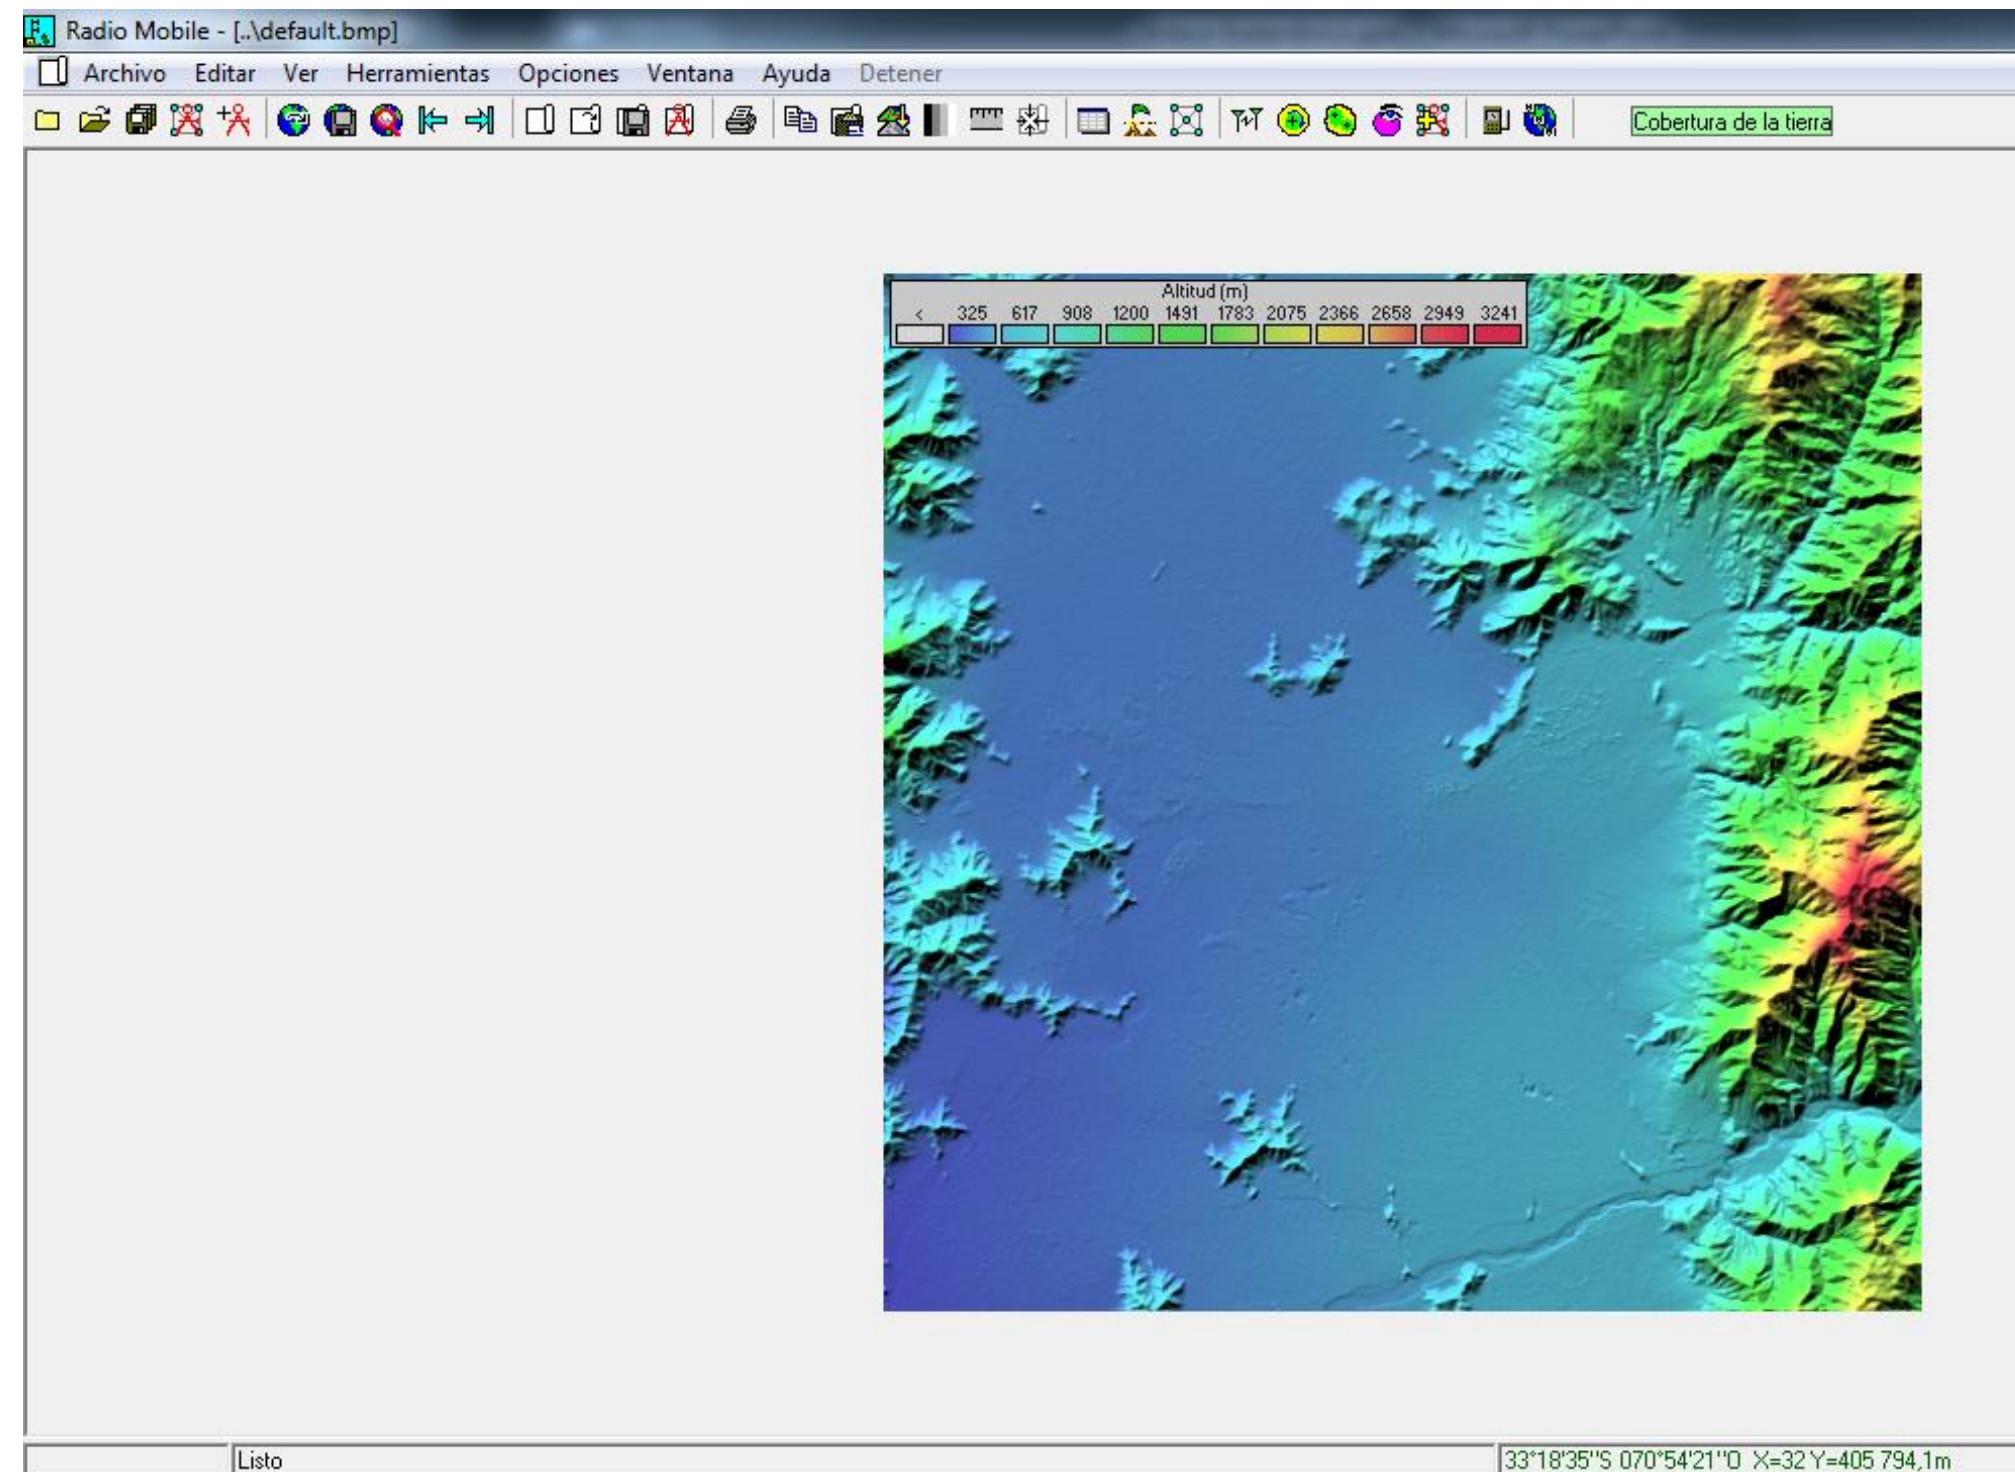 Radio Mobile - [..\default.bmp]
Archivo Editar Ver Herramientas Opciones Ventana Ayuda Detener
Cobertura de la tierra
Altitud (m)
< 325 617 908 1200 1491 1783 2075 2366 2658 2949 3241
Listo
33°18'35"S 070°54'21"O X=32 Y=405 794,1m